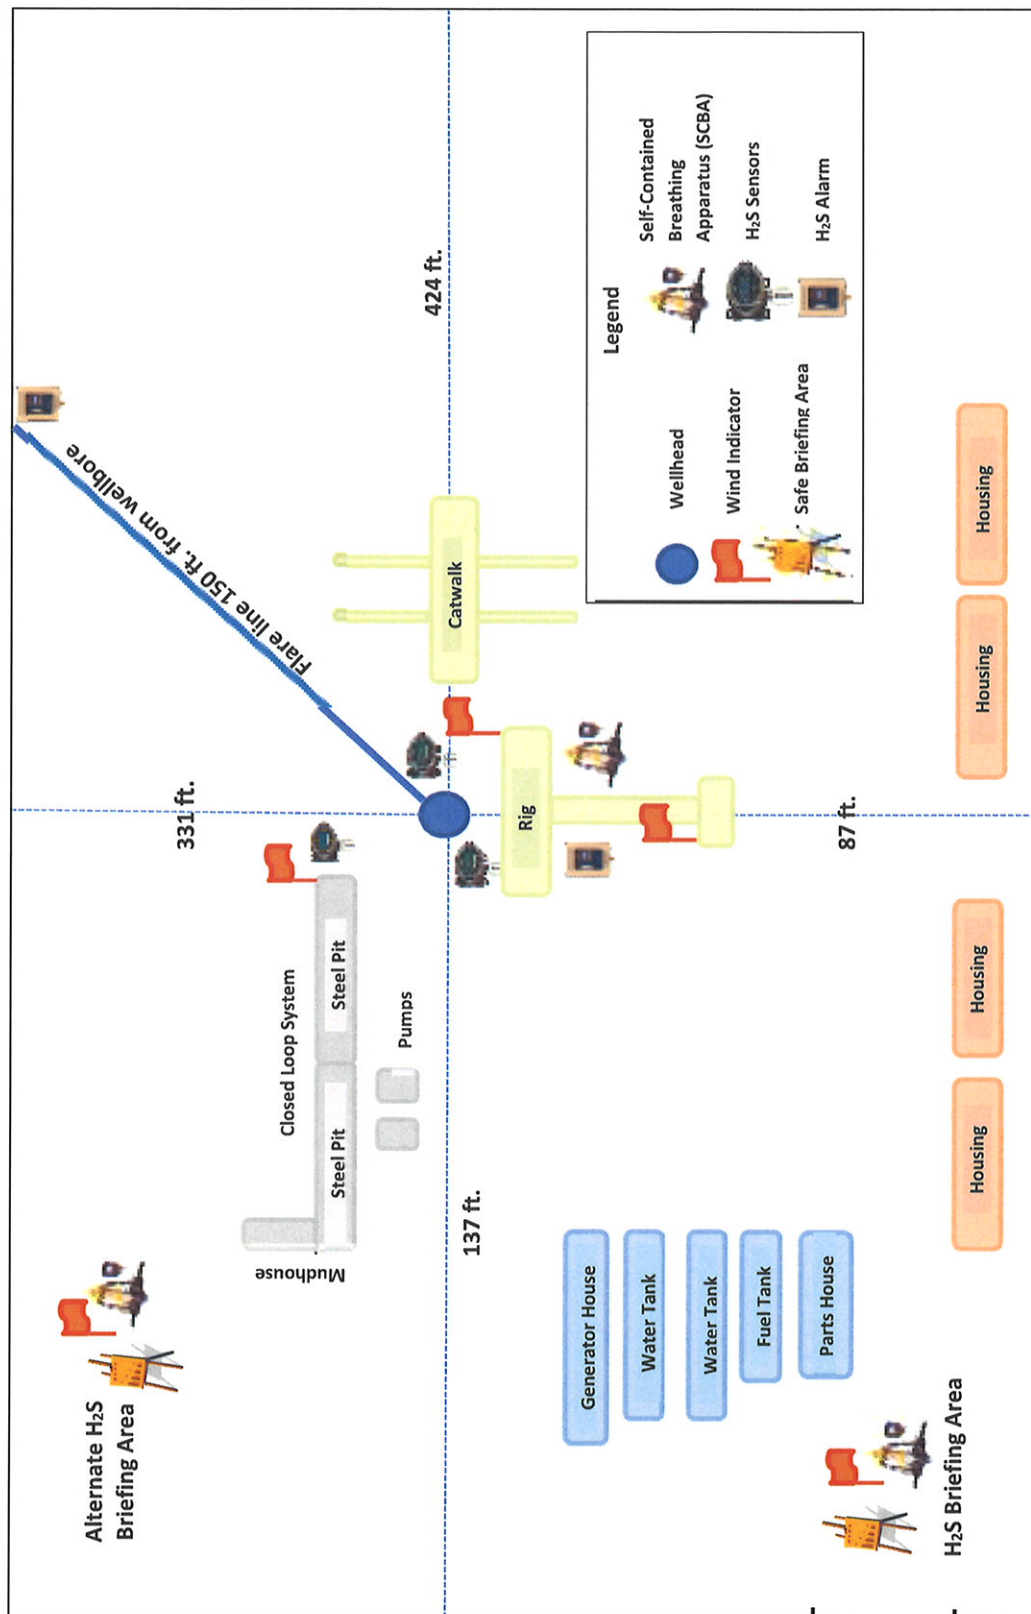 Alternate H₂S
Briefing Area
Mudhouse
Closed Loop System
Steel Pit
Steel Pit
Pumps
331 ft.
Flare line 150 ft. from wellbore
137 ft.
424 ft.
Catwalk
Rig
Generator House
Water Tank
Water Tank
Fuel Tank
Parts House
87 ft.
H₂S Briefing Area
Housing
Housing
Housing
Housing
Legend
Wellhead
Wind Indicator
Safe Briefing Area
Self-Contained
Breathing
Apparatus (SCBA)
H₂S Sensors
H₂S Alarm